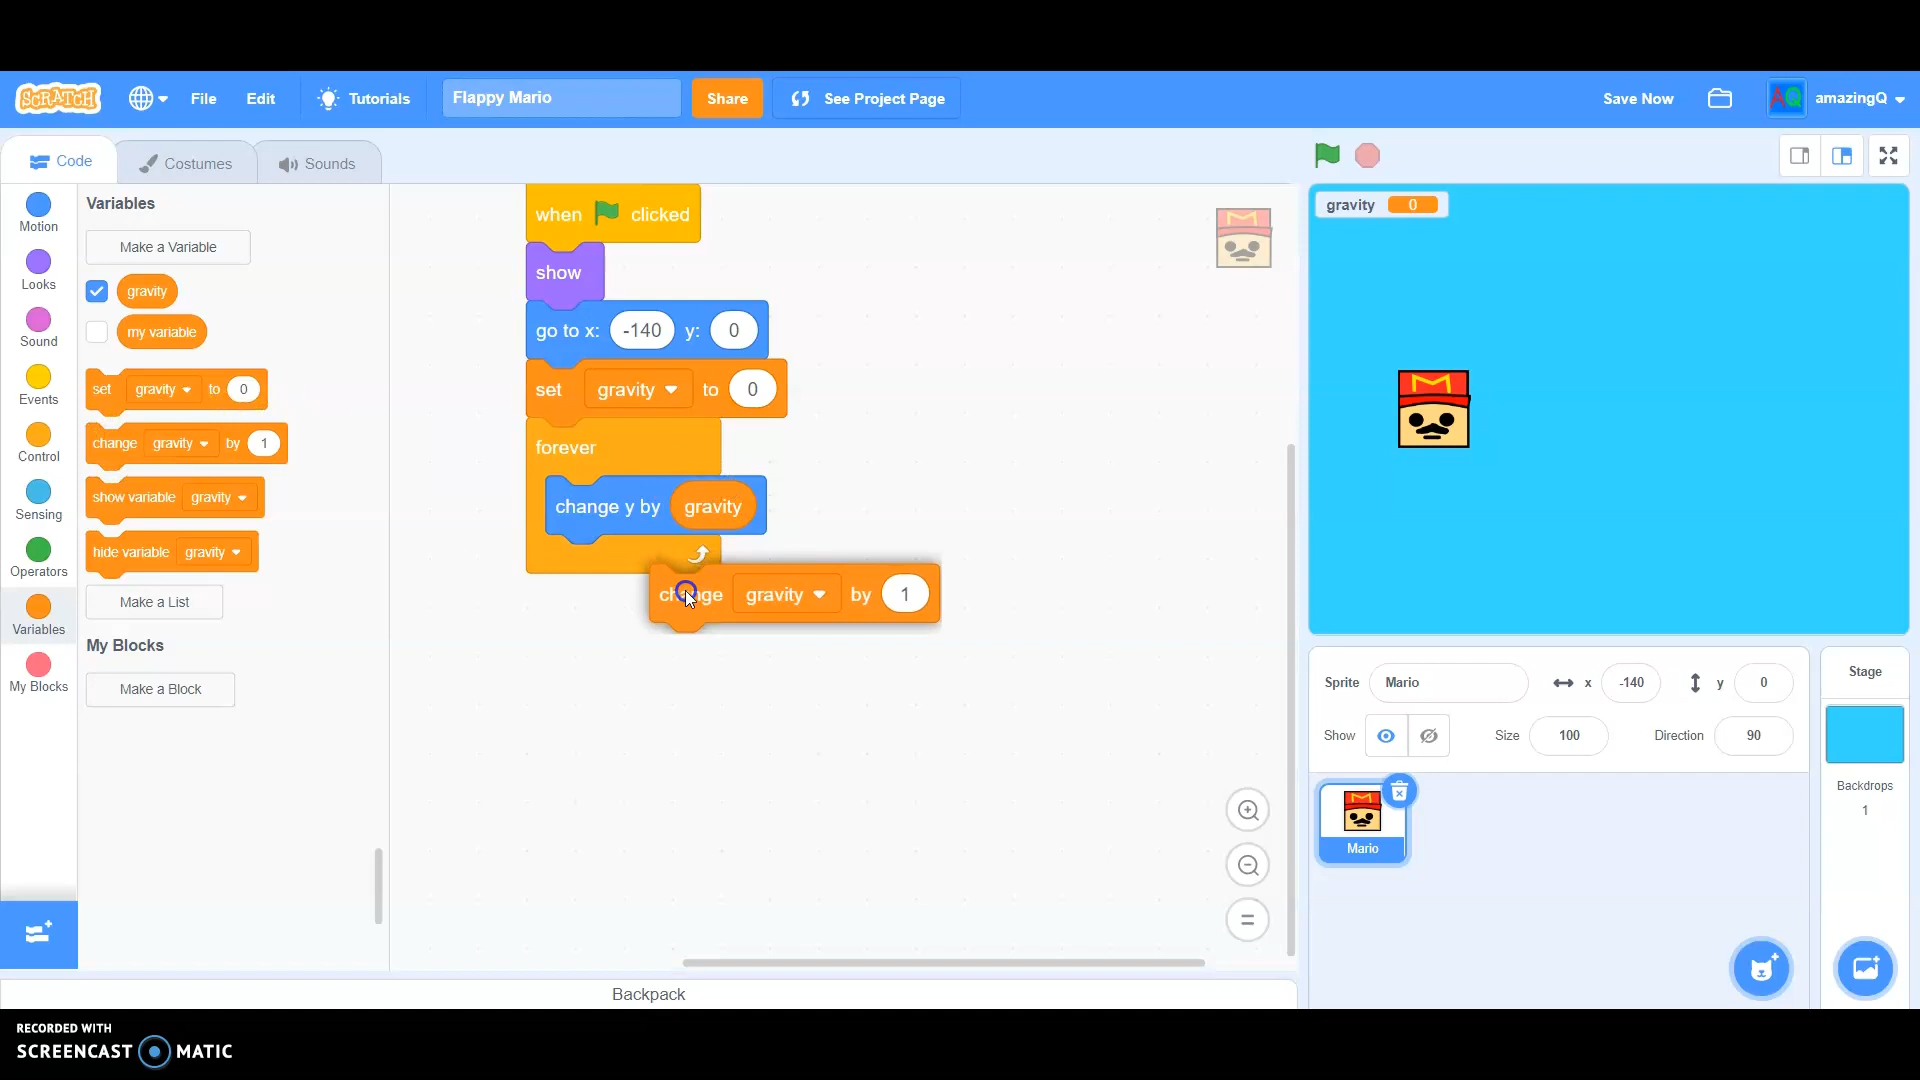 SCRATCH File Edit Tutorials Flappy Mario Share See Project Page Save Now AQ amazingQ
Code Costumes Sounds
Motion
Looks
Sound
Events
Control
Sensing
Operators
Variables
My Blocks
Variables
Make a Variable
gravity
my variable
set gravity to 0
change gravity by 1
show variable gravity
hide variable gravity
Make a List
My Blocks
Make a Block
when clicked
show
go to x: -140 y: 0
set gravity to 0
forever
change y by gravity
change gravity by 1
gravity 0
Sprite Mario x -140 y 0
Show Size 100 Direction 90
Mario
Stage
Backdrops
1
Backpack
RECORDED WITH
SCREENCAST MATIC